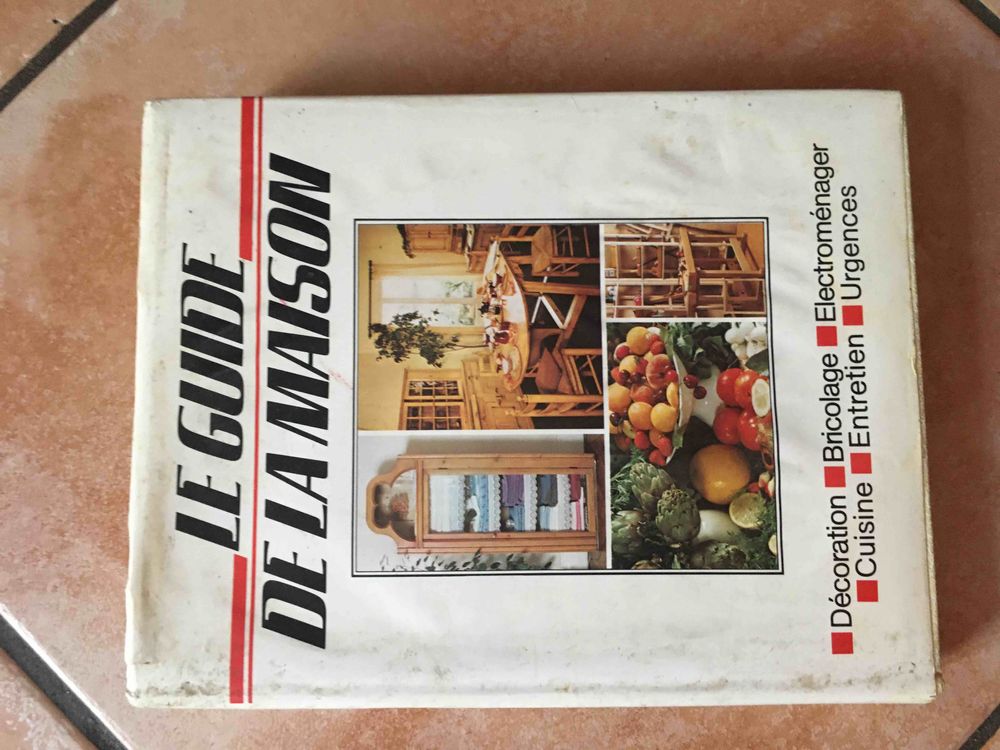 LE GUIDE
DE LA MAISON
■ Décoration ■ Bricolage ■ Electroménager
■ Cuisine ■ Entretien ■ Urgences